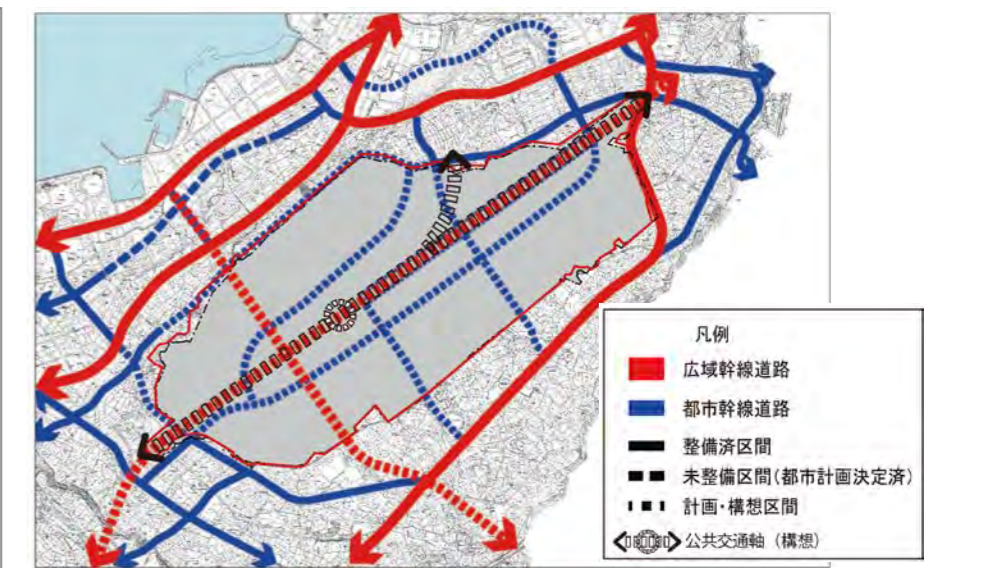 凡例
広域幹線道路
都市幹線道路
整備済区間
未整備区間(都市計画決定済)
計画・構想区間
公共交通軸（構想）